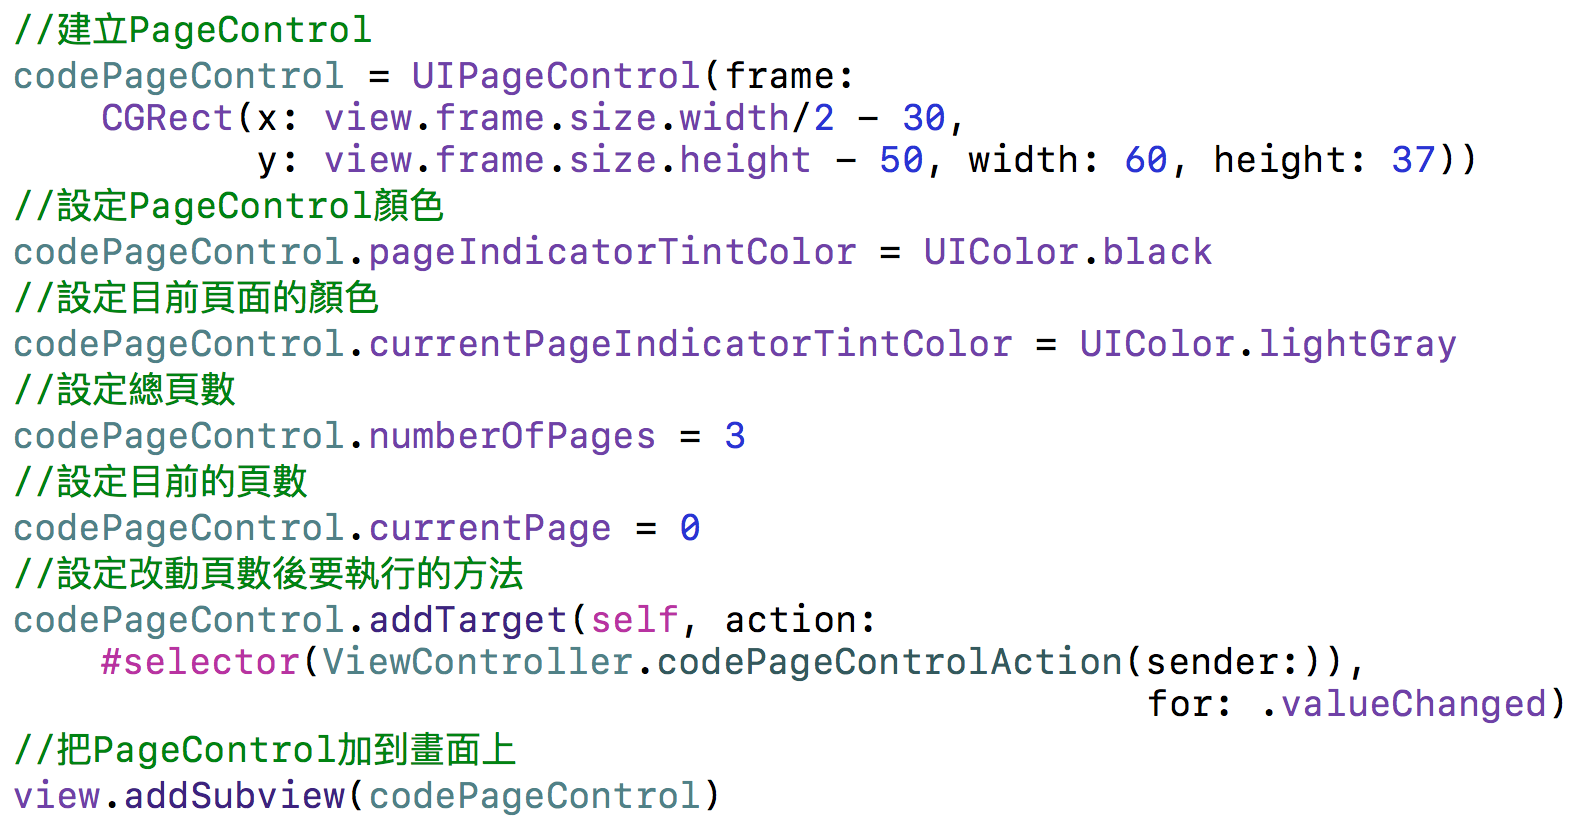 //建立PageControl
codePageControl = UIPageControl(frame:
    CGRect(x: view.frame.size.width/2 - 30,
           y: view.frame.size.height - 50, width: 60, height: 37))
//設定PageControl顏色
codePageControl.pageIndicatorTintColor = UIColor.black
//設定目前頁面的顏色
codePageControl.currentPageIndicatorTintColor = UIColor.lightGray
//設定總頁數
codePageControl.numberOfPages = 3
//設定目前的頁數
codePageControl.currentPage = 0
//設定改動頁數後要執行的方法
codePageControl.addTarget(self, action:
    #selector(ViewController.codePageControlAction(sender:)),
                                                   for: .valueChanged)
//把PageControl加到畫面上
view.addSubview(codePageControl)